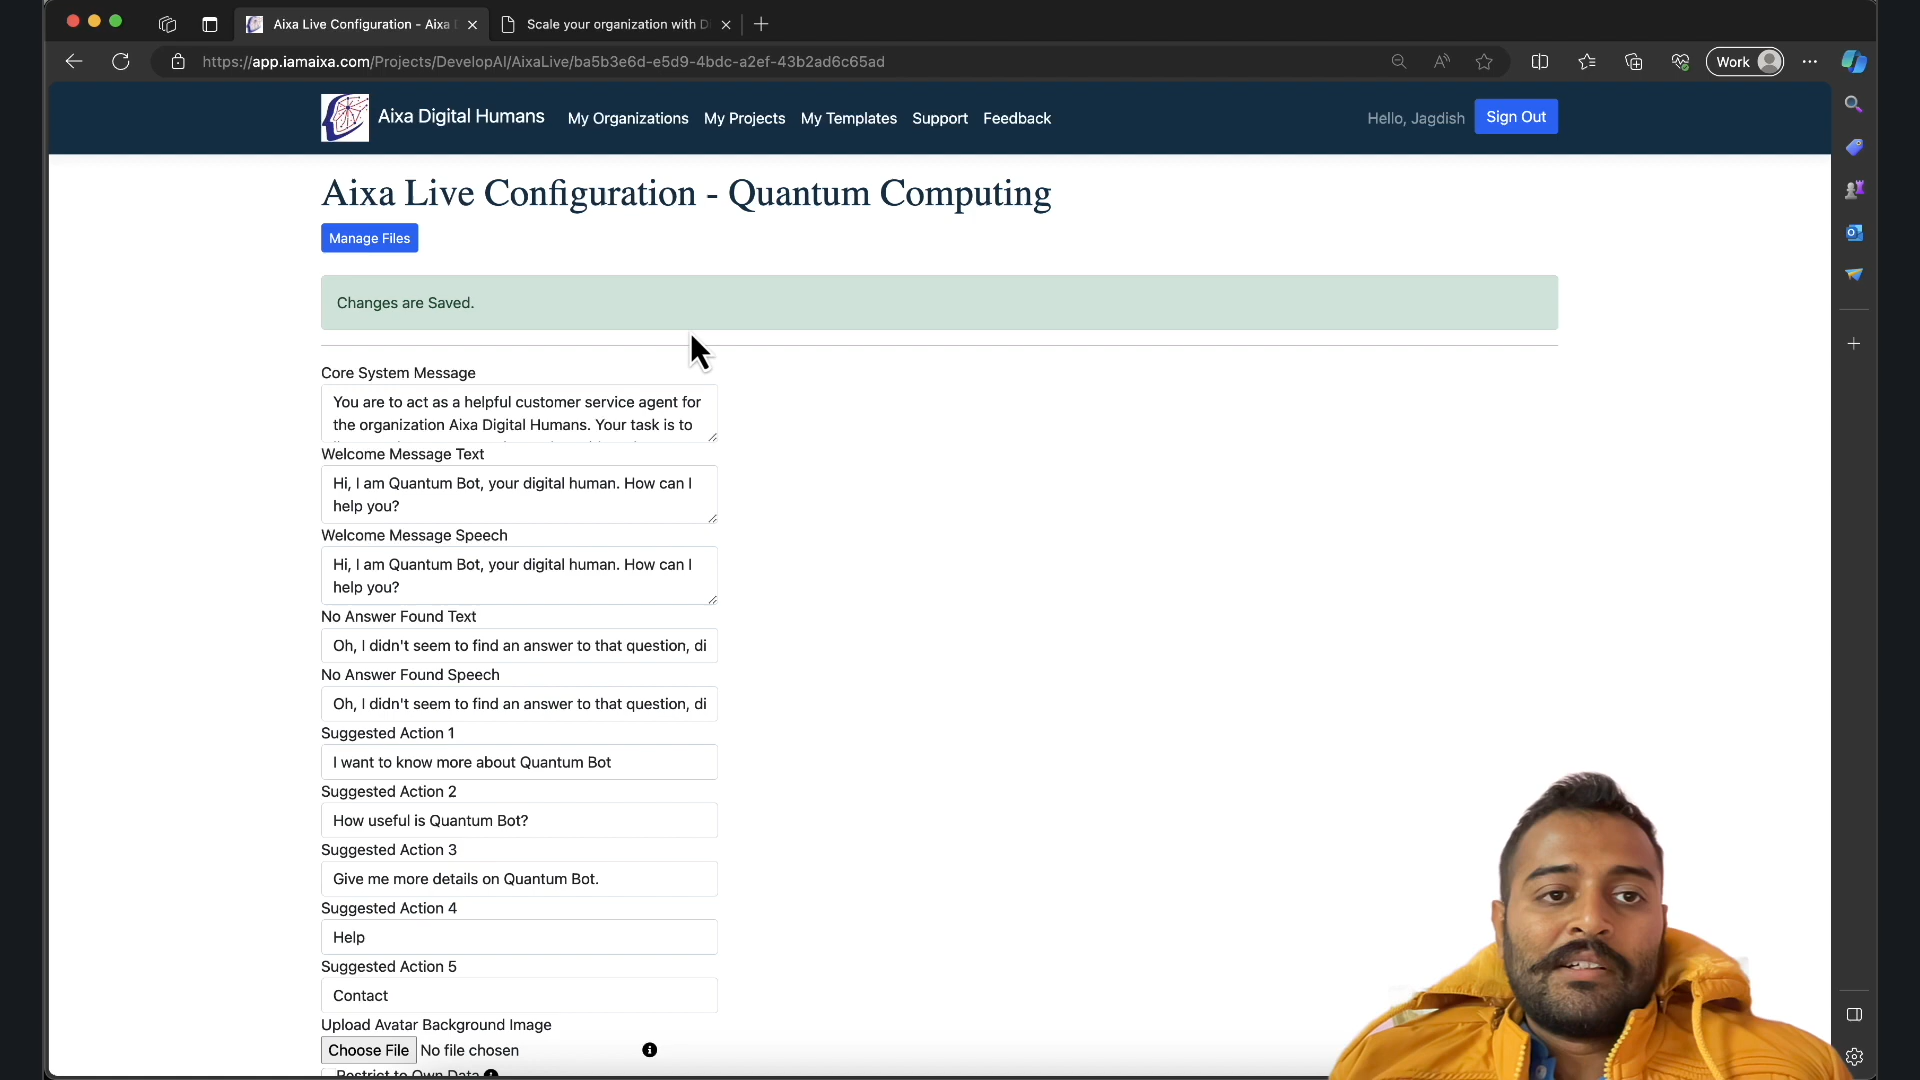 Aixa Live Configuration - Aixa
Scale your organization with D
https://app.iamaixa.com/Projects/DevelopAI/AixaLive/ba5b3e6d-e5d9-4bdc-a2ef-43b2ad6c65ad
Work
Aixa Digital Humans
My Organizations My Projects My Templates Support Feedback
Hello, Jagdish Sign Out
Aixa Live Configuration - Quantum Computing
Manage Files
Changes are Saved.
Core System Message
You are to act as a helpful customer service agent for
the organization Aixa Digital Humans. Your task is to
Welcome Message Text
Hi, I am Quantum Bot, your digital human. How can I
help you?
Welcome Message Speech
Hi, I am Quantum Bot, your digital human. How can I
help you?
No Answer Found Text
Oh, I didn't seem to find an answer to that question, di
No Answer Found Speech
Oh, I didn't seem to find an answer to that question, di
Suggested Action 1
I want to know more about Quantum Bot
Suggested Action 2
How useful is Quantum Bot?
Suggested Action 3
Give me more details on Quantum Bot.
Suggested Action 4
Help
Suggested Action 5
Contact
Upload Avatar Background Image
Choose File No file chosen
Restrict to Own Data